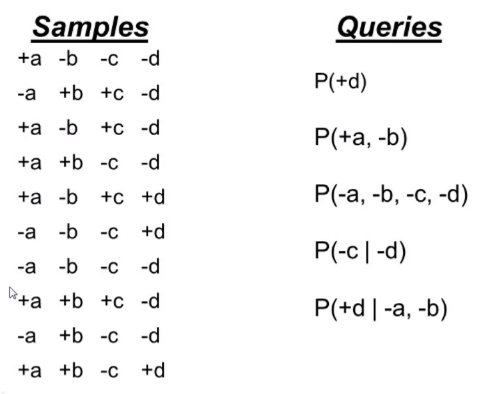 Samples
+a -b -c -d
-a +b +c -d
+a -b +c -d
+a +b -c -d
+a -b +c +d
-a -b -c +d
-a -b -c -d
+a +b +c -d
-a +b -c -d
+a +b -c +d
Queries
P(+d)
P(+a, -b)
P(-a, -b, -c, -d)
P(-c | -d)
P(+d | -a, -b)